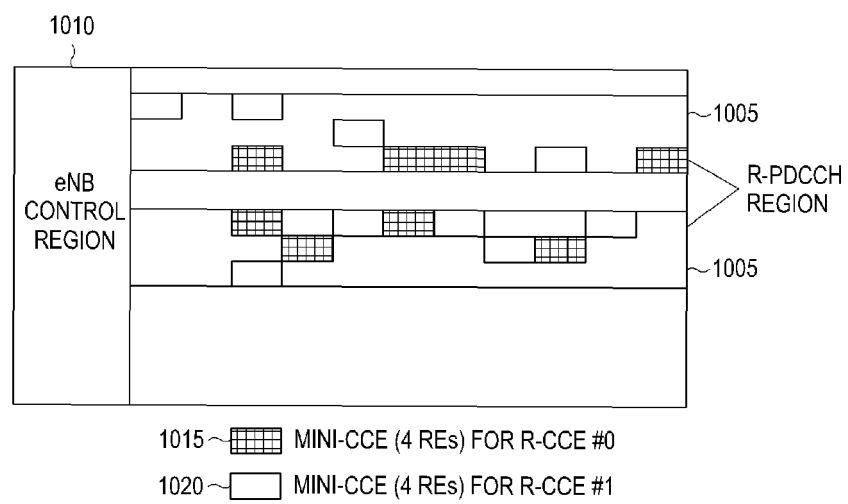 1010
1005
eNB
CONTROL
REGION
R-PDCCH
REGION
1005
1015 MINI-CCE (4 REs) FOR R-CCE #0
1020 MINI-CCE (4 REs) FOR R-CCE #1